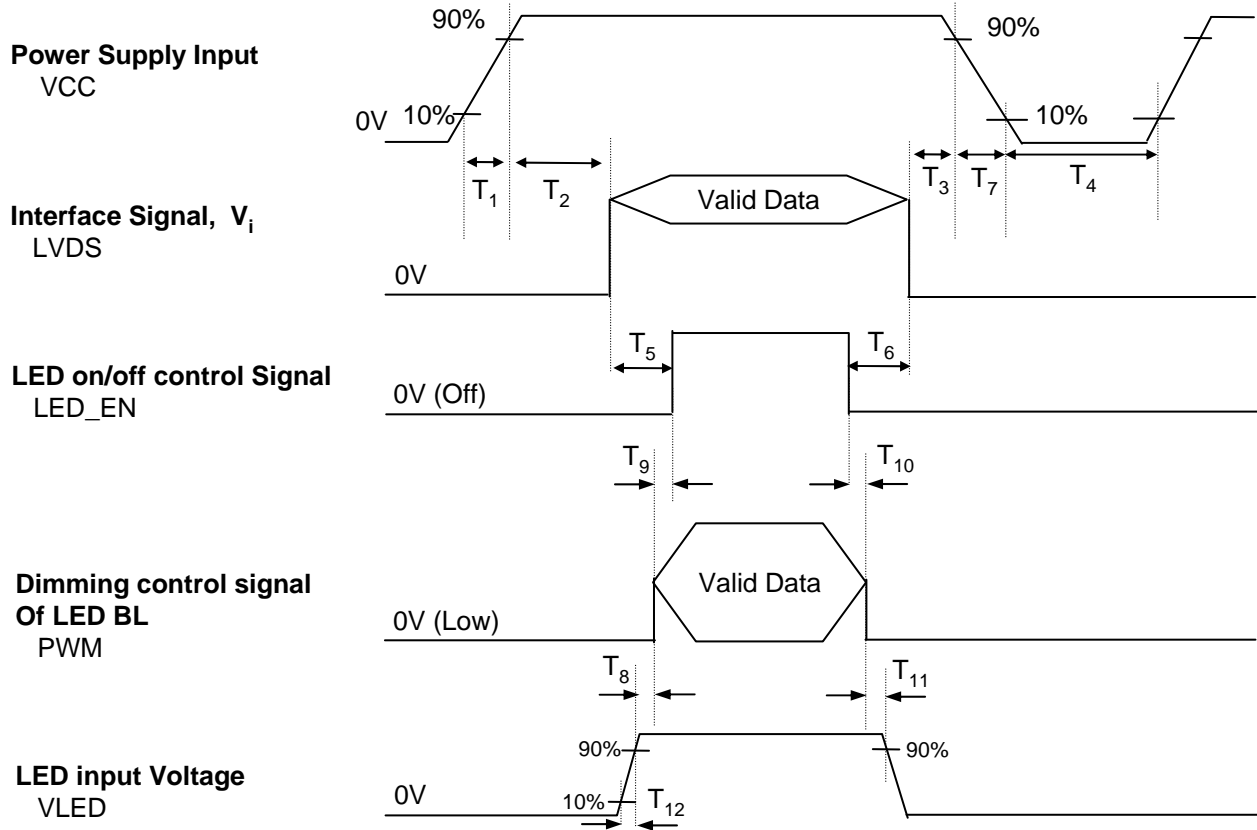 90%
90%
Power Supply Input
VCC
0V
10%
10%
T1
T2
T3
T7
T4
Interface Signal, Vi
LVDS
Valid Data
0V
LED on/off control Signal
LED_EN
T5
T6
0V (Off)
T9
T10
Dimming control signal
Of LED BL
PWM
Valid Data
0V (Low)
T8
T11
LED input Voltage
VLED
90%
90%
0V
10%
T12